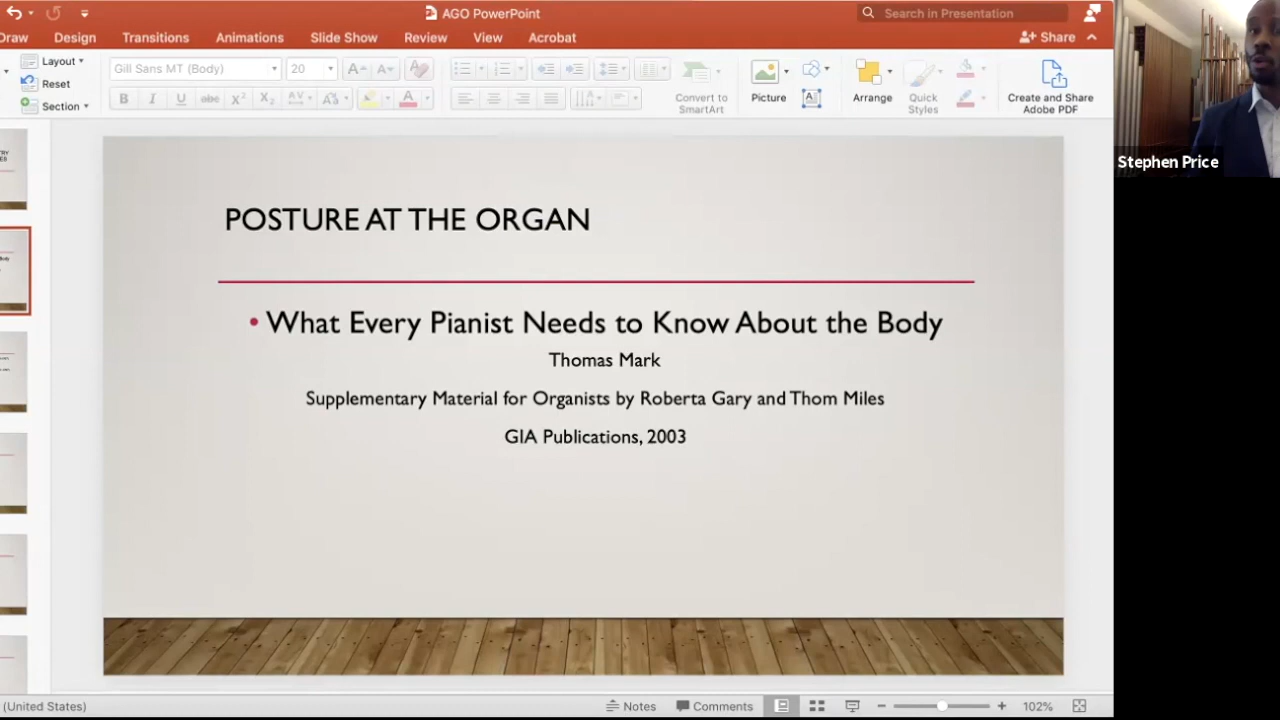 AGO PowerPoint
Search in Presentation
Draw Design Transitions Animations Slide Show Review View Acrobat Share
Layout
Reset
Section
Gill Sans MT (Body) 20
Convert to SmartArt
Picture
Arrange
Quick Styles
Create and Share Adobe PDF
Stephen Price
POSTURE AT THE ORGAN
• What Every Pianist Needs to Know About the Body
Thomas Mark
Supplementary Material for Organists by Roberta Gary and Thom Miles
GIA Publications, 2003
(United States) Notes Comments 102%